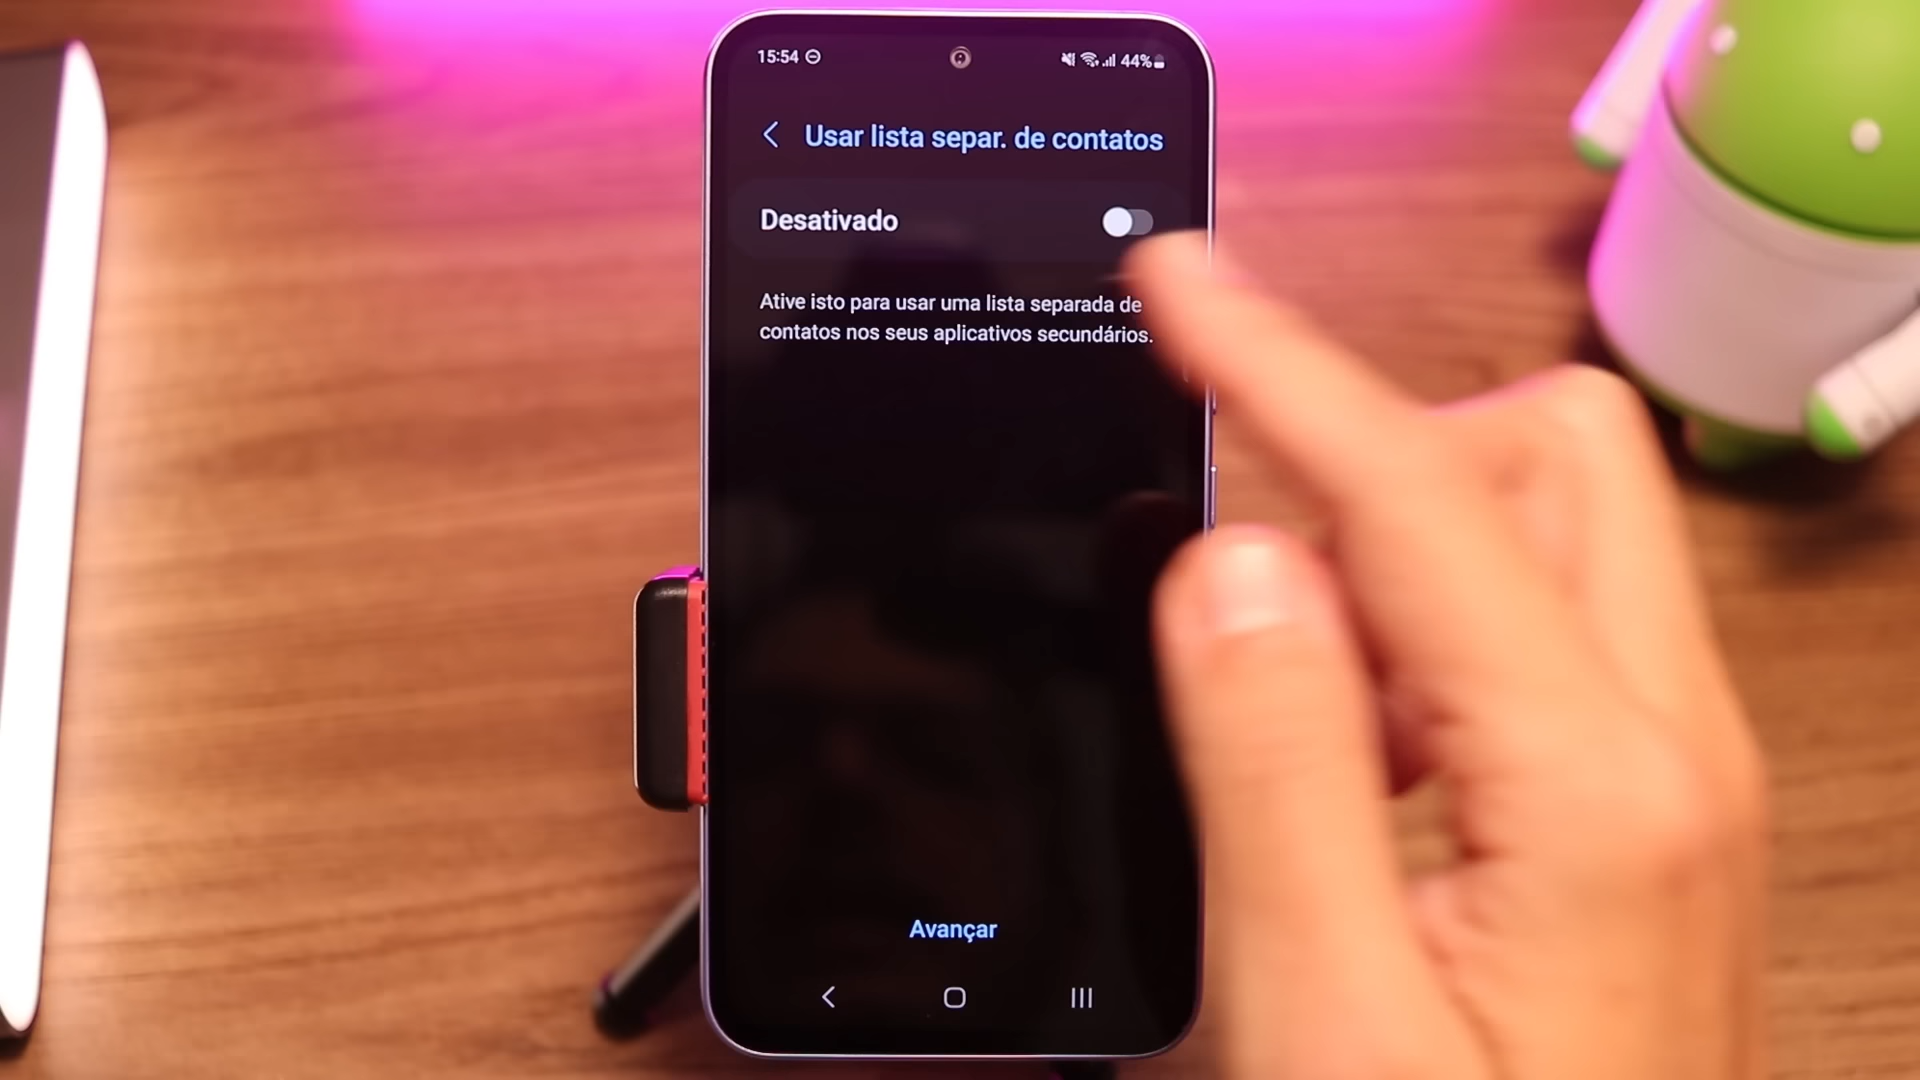 15:54
44%
Usar lista separ. de contatos
Desativado
Ative isto para usar uma lista separada de
contatos nos seus aplicativos secundários.
Avançar